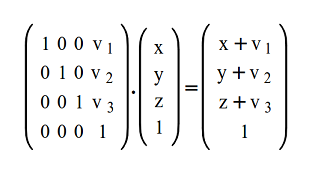 1 0 0 v₁ x x + v₁
0 1 0 v₂ y y + v₂
0 0 1 v₃ · z = z + v₃
0 0 0 1 1 1